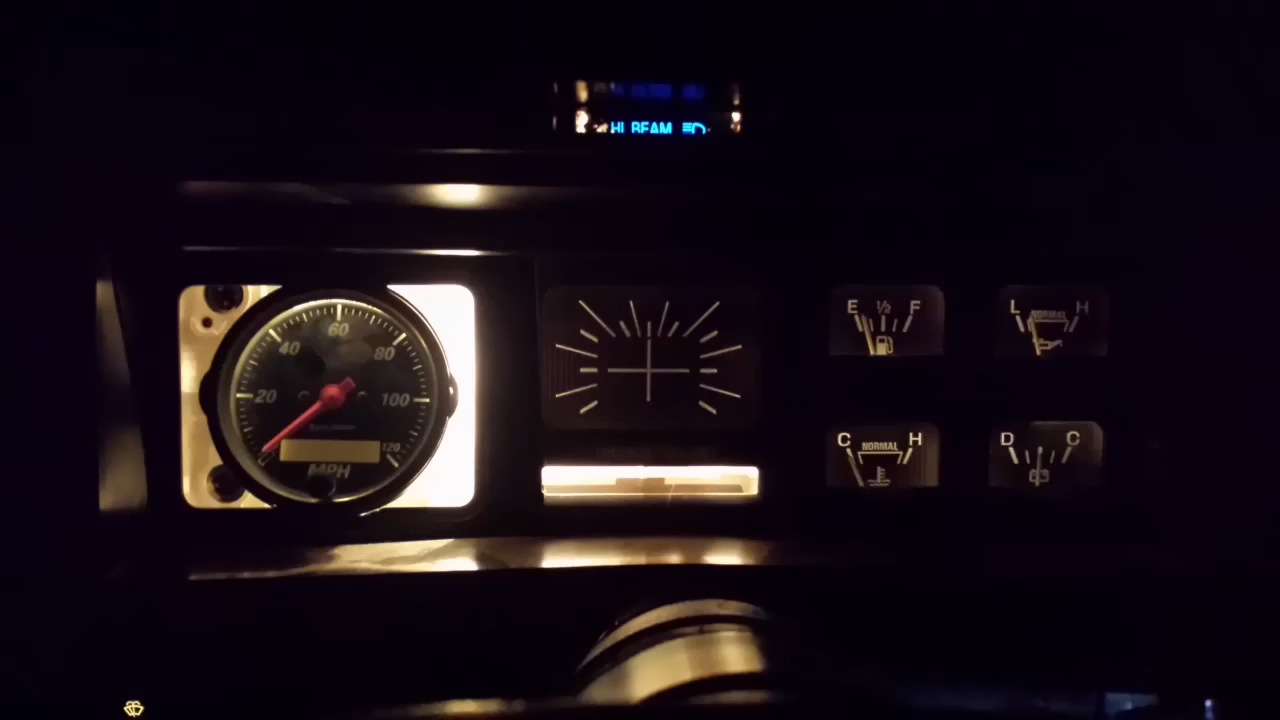 HI BEAM
60
40 80
20 100
120
MPH
E 1/2 F
L NORMAL H
C NORMAL H
D C